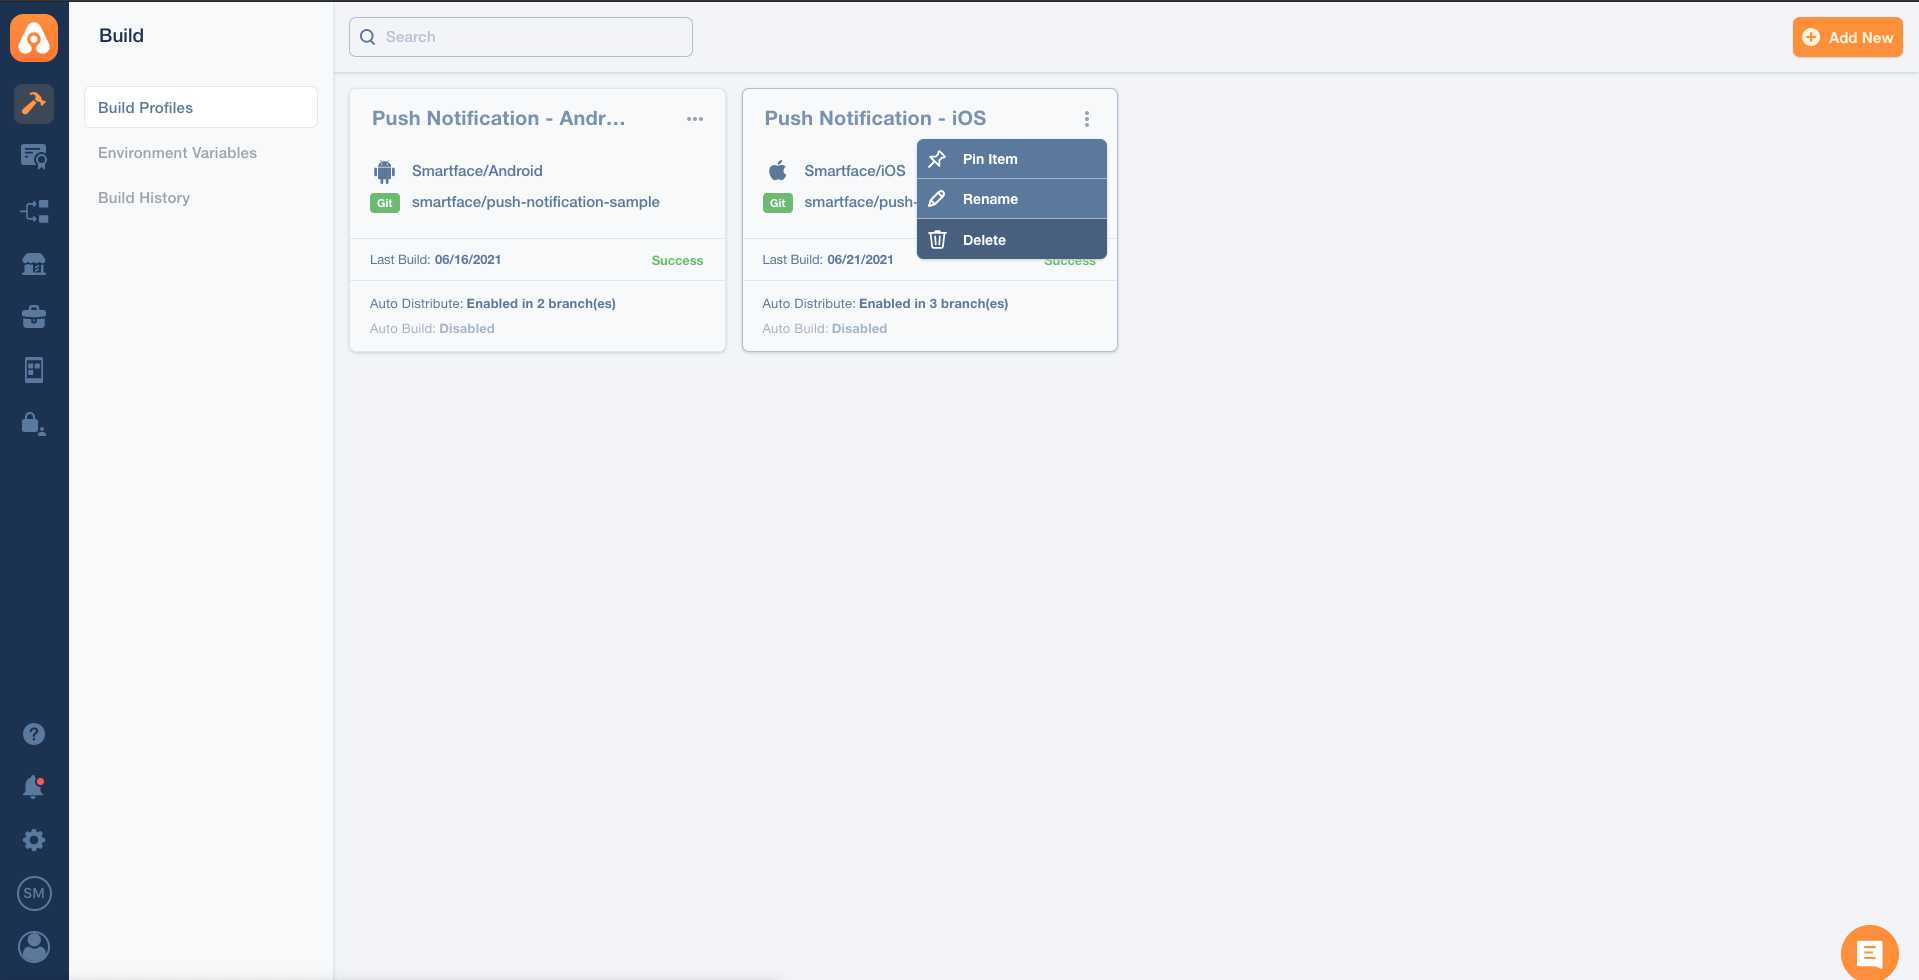 Build
Search
Add New
Build Profiles
Environment Variables
Build History
Push Notification - Andr...
Smartface/Android
Git smartface/push-notification-sample
Last Build: 06/16/2021 Success
Auto Distribute: Enabled in 2 branch(es)
Auto Build: Disabled
Push Notification - iOS
Smartface/iOS
Git smartface/push-
Pin Item
Rename
Delete
Last Build: 06/21/2021 Success
Auto Distribute: Enabled in 3 branch(es)
Auto Build: Disabled
?
SM